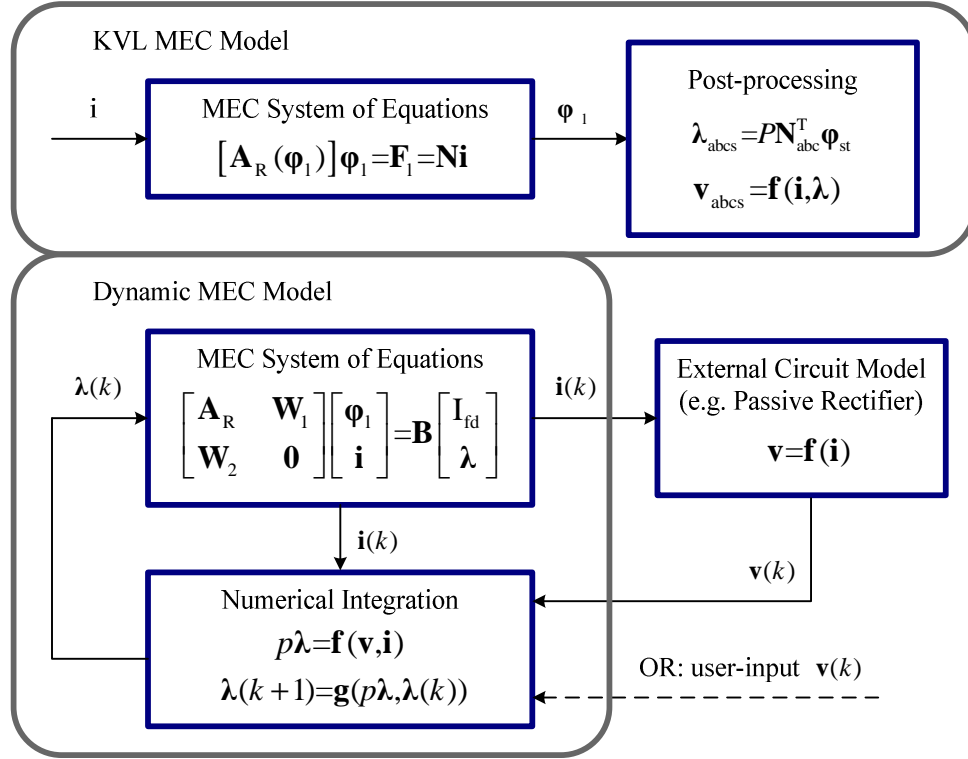 KVL MEC Model
i
MEC System of Equations
[A_R(φ_1)]φ_1=F_1=Ni
φ_1
Post-processing
λ_abcs=PN_abc^T φ_st
v_abcs=f(i,λ)
Dynamic MEC Model
λ(k)
MEC System of Equations
[A_R W_1; W_2 0][φ_1; i]=B[I_fd; λ]
i(k)
External Circuit Model
(e.g. Passive Rectifier)
v=f(i)
i(k)
v(k)
Numerical Integration
pλ=f(v,i)
λ(k+1)=g(pλ,λ(k))
OR: user-input v(k)